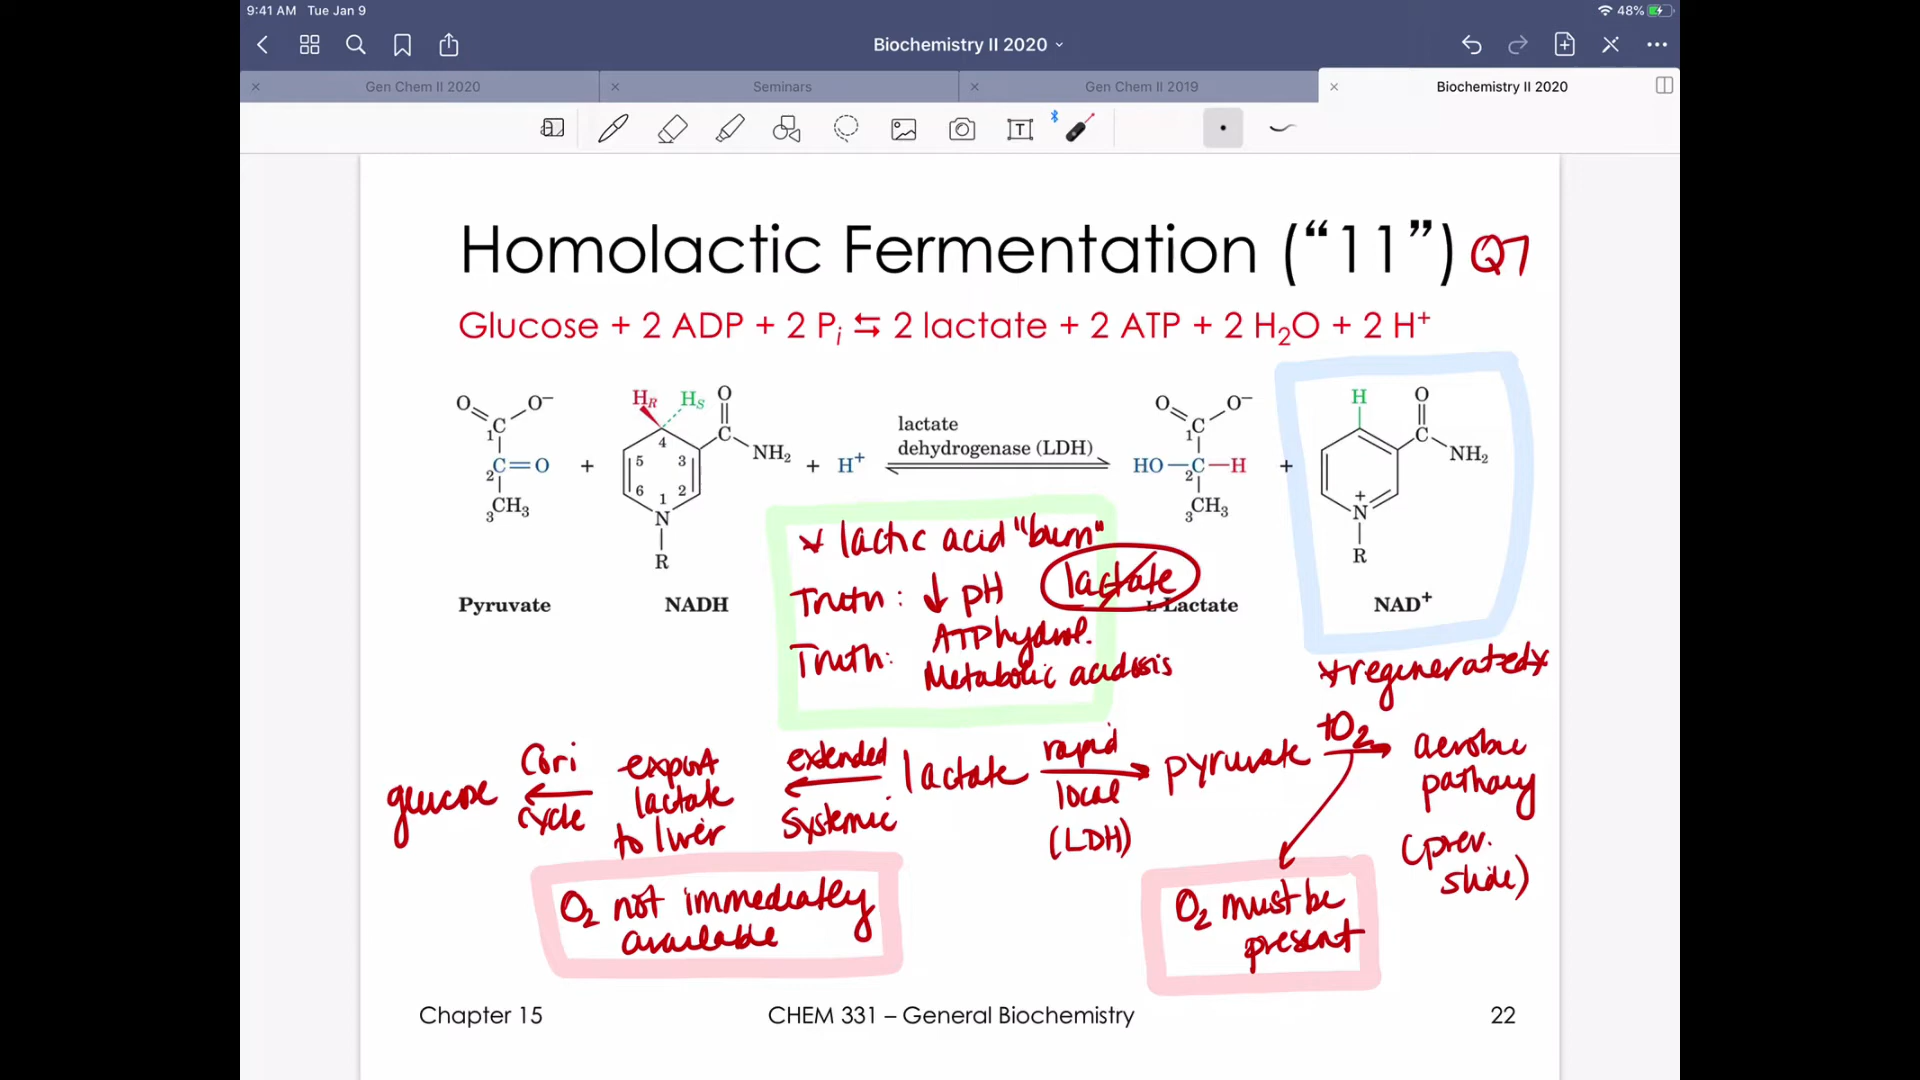 9:41 AM Tue Jan 9
48%
Biochemistry II 2020
Gen Chem II 2020
Seminars
Gen Chem II 2019
Biochemistry II 2020
T
Homolactic Fermentation (“11”) Q7
Glucose + 2 ADP + 2 Pi ⇆ 2 lactate + 2 ATP + 2 H2O + 2 H+
O O− C 1 C=O 2 CH3 3
+
HR HS O C NH2 4 5 3 6 2 1 N R
+ H+
lactate
dehydrogenase (LDH)
O O− C 1 HO—C—H 2 CH3 3
+
H O C NH2 + N R
Pyruvate
NADH
L-Lactate
NAD+
* lactic acid "burn"
Truth: ↓ pH lactate
Truth: ATP hydrol.
Metabolic acidosis
*regenerated*
glucose ← Cori cycle
export
lactate
to liver
← extended
systemic
lactate
rapid → local
(LDH)
pyruvate
+O2 →
aerobic
pathway
(prev.
slide)
O2 not immediately
available
O2 must be
present
Chapter 15
CHEM 331 – General Biochemistry
22